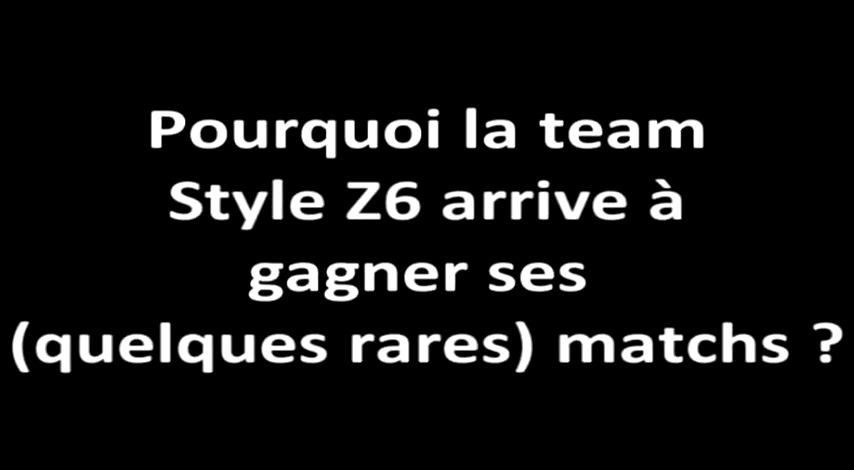 Pourquoi la team
Style Z6 arrive à
gagner ses
(quelques rares) matchs ?